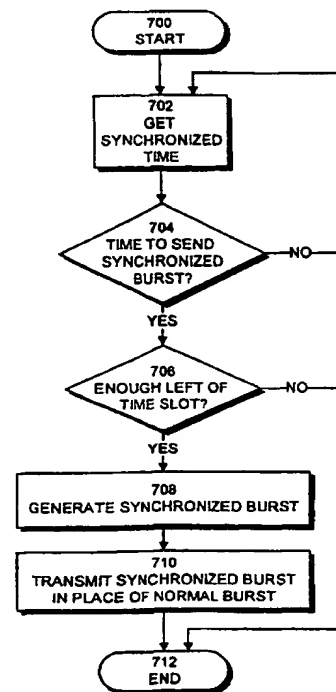 700
START
702
GET
SYNCHRONIZED
TIME
704
TIME TO SEND
SYNCHRONIZED
BURST?
NO
YES
706
ENOUGH LEFT OF
TIME SLOT?
NO
YES
708
GENERATE SYNCHRONIZED BURST
710
TRANSMIT SYNCHRONIZED BURST
IN PLACE OF NORMAL BURST
712
END